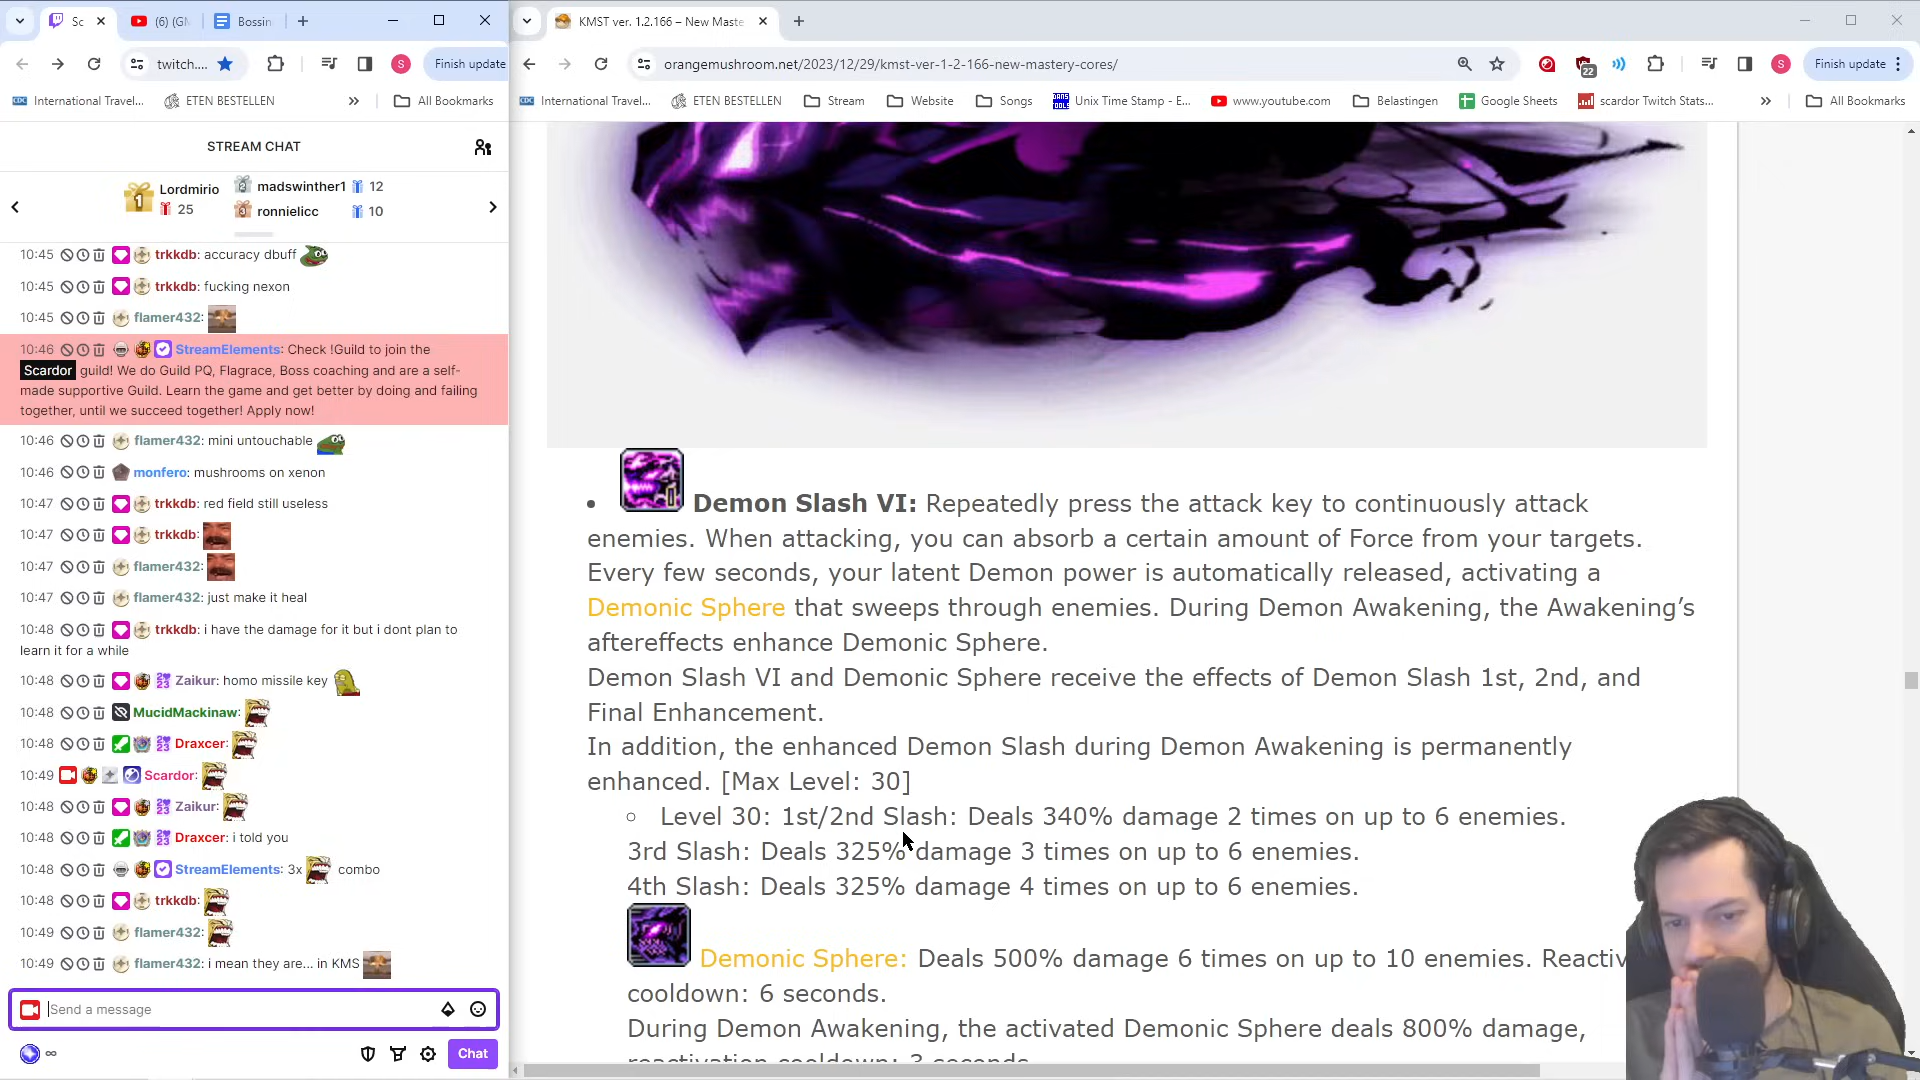 Sc
(6) (GM
Bossin
KMST ver. 1.2.166 – New Maste
twitch....
S
Finish update
orangemushroom.net/2023/12/29/kmst-ver-1-2-166-new-mastery-cores/
22
S
Finish update
International Travel...
ETEN BESTELLEN
All Bookmarks
International Travel...
ETEN BESTELLEN
Stream
Website
Songs
Unix Time Stamp - E...
www.youtube.com
Belastingen
Google Sheets
scardor Twitch Stats...
All Bookmarks
STREAM CHAT
1
Lordmirio
25
2
madswinther1
12
3
ronnielicc
10
10:45 trkkdb: accuracy dbuff
10:45 trkkdb: fucking nexon
10:45 flamer432:
10:46 StreamElements: Check !Guild to join the
Scardor guild! We do Guild PQ, Flagrace, Boss coaching and are a self-
made supportive Guild. Learn the game and get better by doing and failing
together, until we succeed together! Apply now!
10:46 flamer432: mini untouchable
10:46 monfero: mushrooms on xenon
10:47 trkkdb: red field still useless
10:47 trkkdb:
10:47 flamer432:
10:47 flamer432: just make it heal
10:48 trkkdb: i have the damage for it but i dont plan to
learn it for a while
10:48 Zaikur: homo missile key
10:48 MucidMackinaw:
10:48 Draxcer:
10:49 Scardor:
10:48 Zaikur:
10:48 Draxcer: i told you
10:48 StreamElements: 3x combo
10:48 trkkdb:
10:49 flamer432:
10:49 flamer432: i mean they are... in KMS
Send a message
∞
Chat
Demon Slash VI: Repeatedly press the attack key to continuously attack
enemies. When attacking, you can absorb a certain amount of Force from your targets.
Every few seconds, your latent Demon power is automatically released, activating a
Demonic Sphere that sweeps through enemies. During Demon Awakening, the Awakening's
aftereffects enhance Demonic Sphere.
Demon Slash VI and Demonic Sphere receive the effects of Demon Slash 1st, 2nd, and
Final Enhancement.
In addition, the enhanced Demon Slash during Demon Awakening is permanently
enhanced. [Max Level: 30]
Level 30: 1st/2nd Slash: Deals 340% damage 2 times on up to 6 enemies.
3rd Slash: Deals 325% damage 3 times on up to 6 enemies.
4th Slash: Deals 325% damage 4 times on up to 6 enemies.
Demonic Sphere: Deals 500% damage 6 times on up to 10 enemies. Reactiv
cooldown: 6 seconds.
During Demon Awakening, the activated Demonic Sphere deals 800% damage,
reactivation cooldown: 3 seconds.